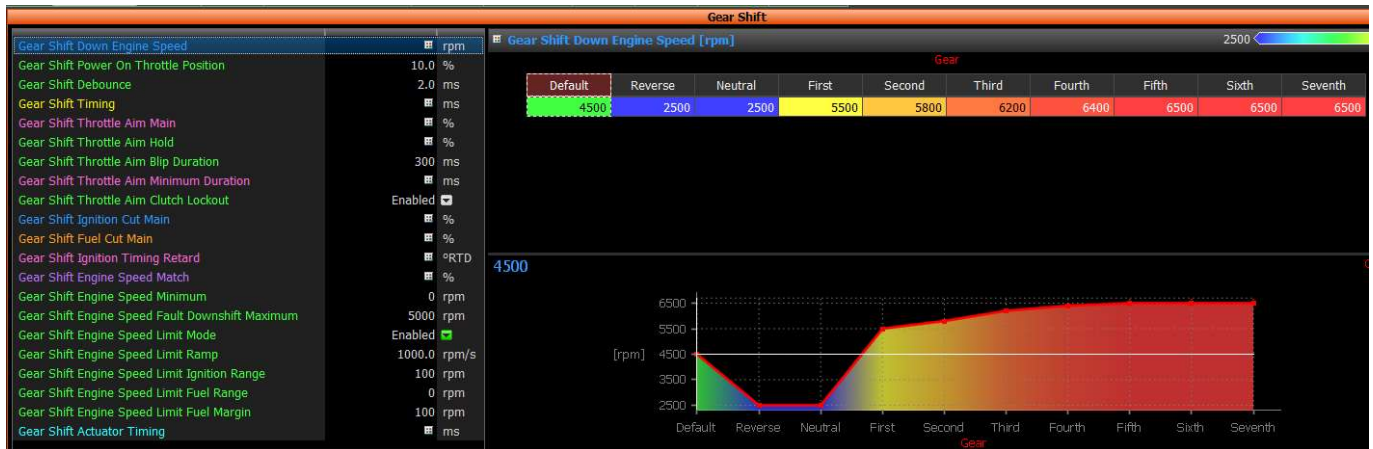 Gear Shift
Gear Shift Down Engine Speed rpm
Gear Shift Power On Throttle Position 10.0 %
Gear Shift Debounce 2.0 ms
Gear Shift Timing ms
Gear Shift Throttle Aim Main %
Gear Shift Throttle Aim Hold %
Gear Shift Throttle Aim Blip Duration 300 ms
Gear Shift Throttle Aim Minimum Duration ms
Gear Shift Throttle Aim Clutch Lockout Enabled
Gear Shift Ignition Cut Main %
Gear Shift Fuel Cut Main %
Gear Shift Ignition Timing Retard °RTD
Gear Shift Engine Speed Match %
Gear Shift Engine Speed Minimum 0 rpm
Gear Shift Engine Speed Fault Downshift Maximum 5000 rpm
Gear Shift Engine Speed Limit Mode Enabled
Gear Shift Engine Speed Limit Ramp 1000.0 rpm/s
Gear Shift Engine Speed Limit Ignition Range 100 rpm
Gear Shift Engine Speed Limit Fuel Range 0 rpm
Gear Shift Engine Speed Limit Fuel Margin 100 rpm
Gear Shift Actuator Timing ms
Gear Shift Down Engine Speed [rpm] 2500
Gear
Default Reverse Neutral First Second Third Fourth Fifth Sixth Seventh
4500 2500 2500 5500 5800 6200 6400 6500 6500 6500
4500
6500
5500
[rpm] 4500
3500
2500
Default Reverse Neutral First Second Third Fourth Fifth Sixth Seventh
Gear